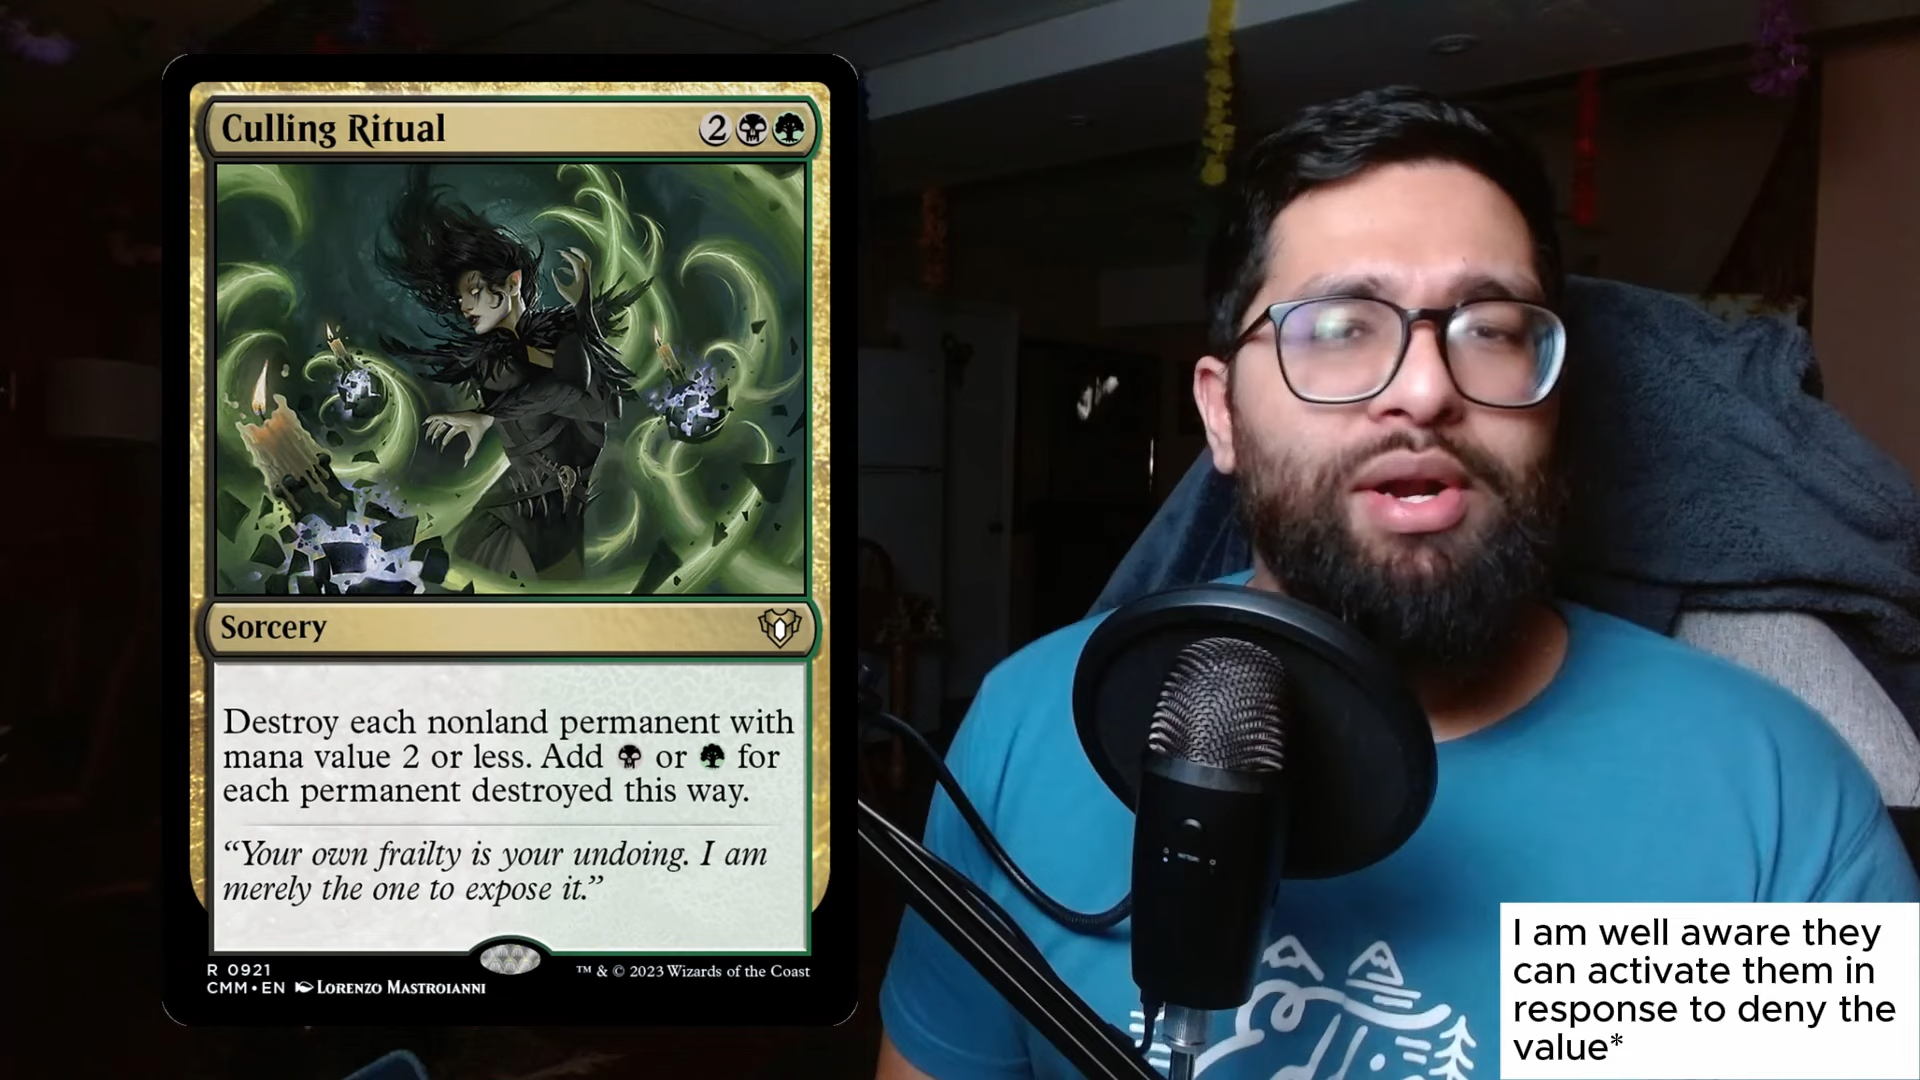 Culling Ritual
2
Sorcery
Destroy each nonland permanent with
mana value 2 or less. Add or for
each permanent destroyed this way.
“Your own frailty is your undoing. I am
merely the one to expose it.”
R 0921
CMM•EN LORENZO MASTROIANNI
™ & © 2023 Wizards of the Coast
I am well aware they
can activate them in
response to deny the
value*